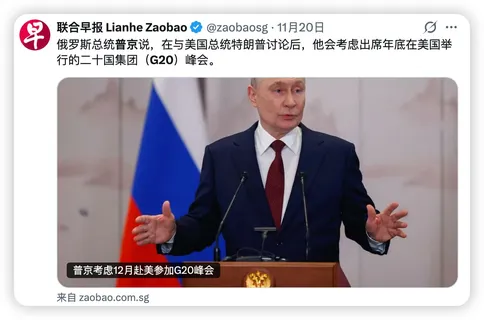 早
联合早报 Lianhe Zaobao @zaobaosg · 11月20日
俄罗斯总统普京说，在与美国总统特朗普讨论后，他会考虑出席年底在美国举
行的二十国集团（G20）峰会。
普京考虑12月赴美参加G20峰会
来自 zaobao.com.sg